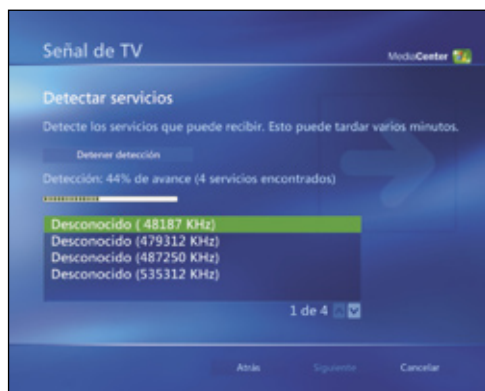 Señal de TV
MediaCenter
Detectar servicios
Detecte los servicios que puede recibir. Esto puede tardar varios minutos.
Detener detección
Detección: 44% de avance (4 servicios encontrados)
Desconocido ( 48187 KHz)
Desconocido (479312 KHz)
Desconocido (487250 KHz)
Desconocido (535312 KHz)
1 de 4
Atrás Siguiente Cancelar